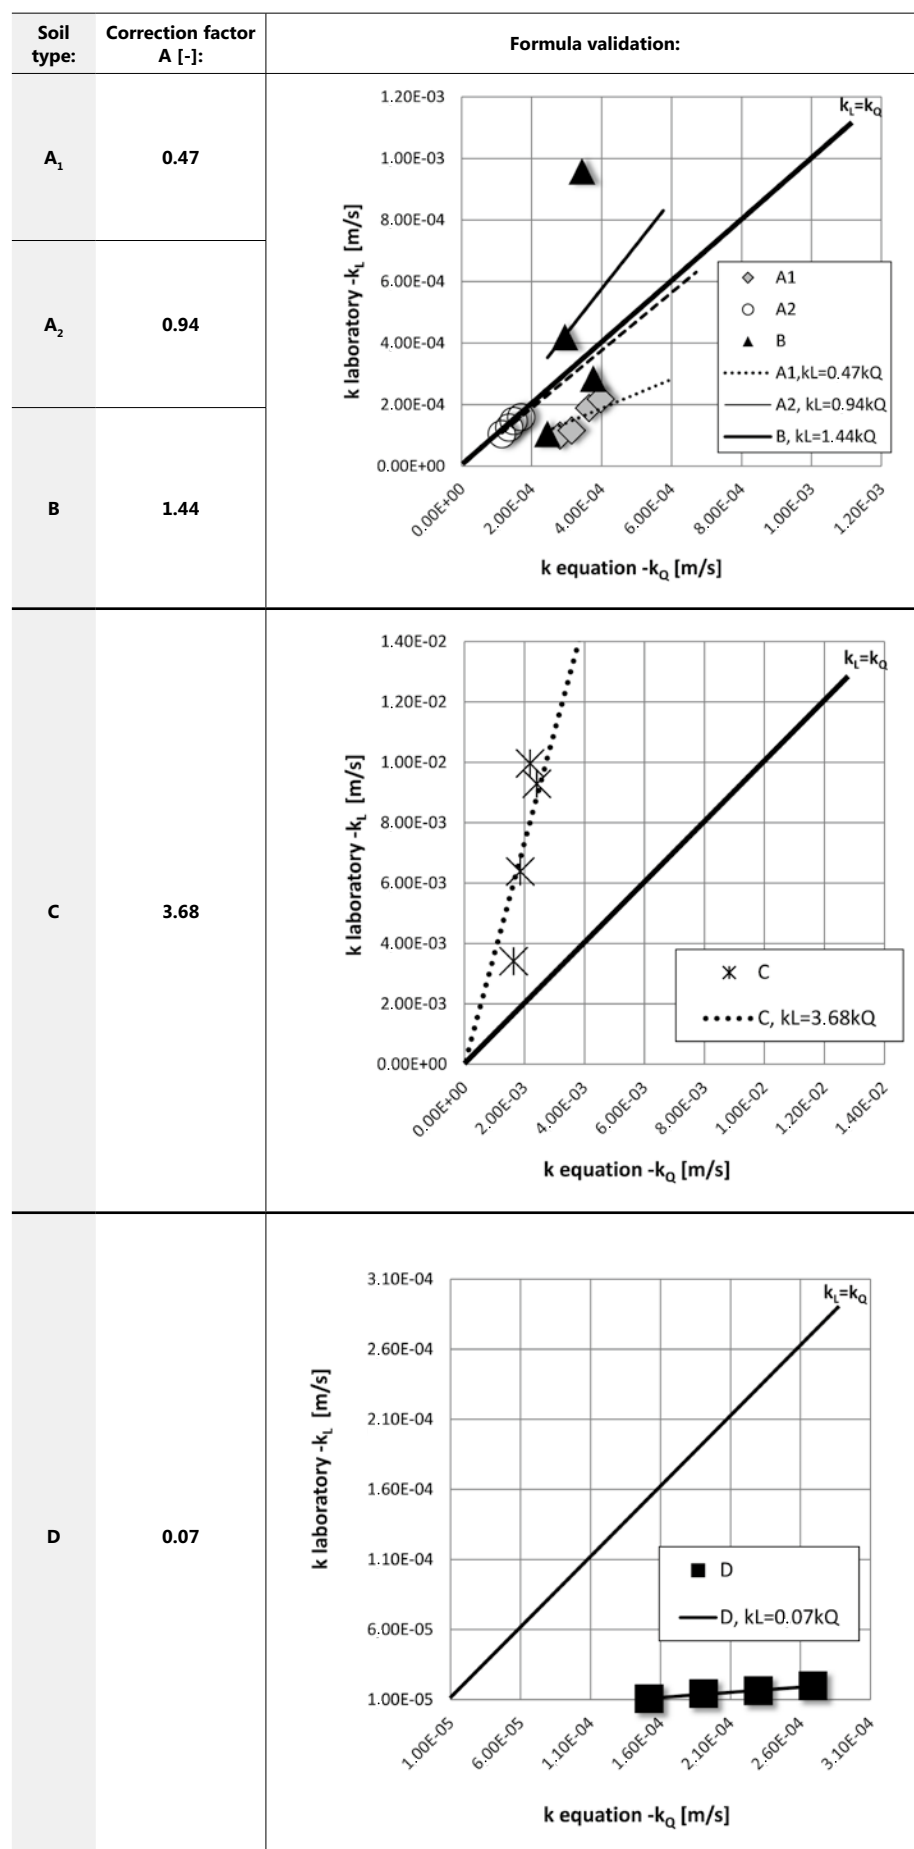 Soil type:
Correction factor A [-]:
Formula validation:
A1
0.47
A2
0.94
B
1.44
1.20E-03
1.00E-03
8.00E-04
6.00E-04
4.00E-04
2.00E-04
0.00E+00
k laboratory -kL [m/s]
kL=kQ
A1
A2
B
A1,kL=0.47kQ
A2, kL=0.94kQ
B, kL=1.44kQ
0.00E+00
2.00E-04
4.00E-04
6.00E-04
8.00E-04
1.00E-03
1.20E-03
k equation -kQ [m/s]
C
3.68
1.40E-02
1.20E-02
1.00E-02
8.00E-03
6.00E-03
4.00E-03
2.00E-03
0.00E+00
k laboratory -kL [m/s]
kL=kQ
C
C, kL=3.68kQ
0.00E+00
2.00E-03
4.00E-03
6.00E-03
8.00E-03
1.00E-02
1.20E-02
1.40E-02
k equation -kQ [m/s]
D
0.07
3.10E-04
2.60E-04
2.10E-04
1.60E-04
1.10E-04
6.00E-05
1.00E-05
k laboratory -kL [m/s]
kL=kQ
D
D, kL=0.07kQ
1.00E-05
6.00E-05
1.10E-04
1.60E-04
2.10E-04
2.60E-04
3.10E-04
k equation -kQ [m/s]